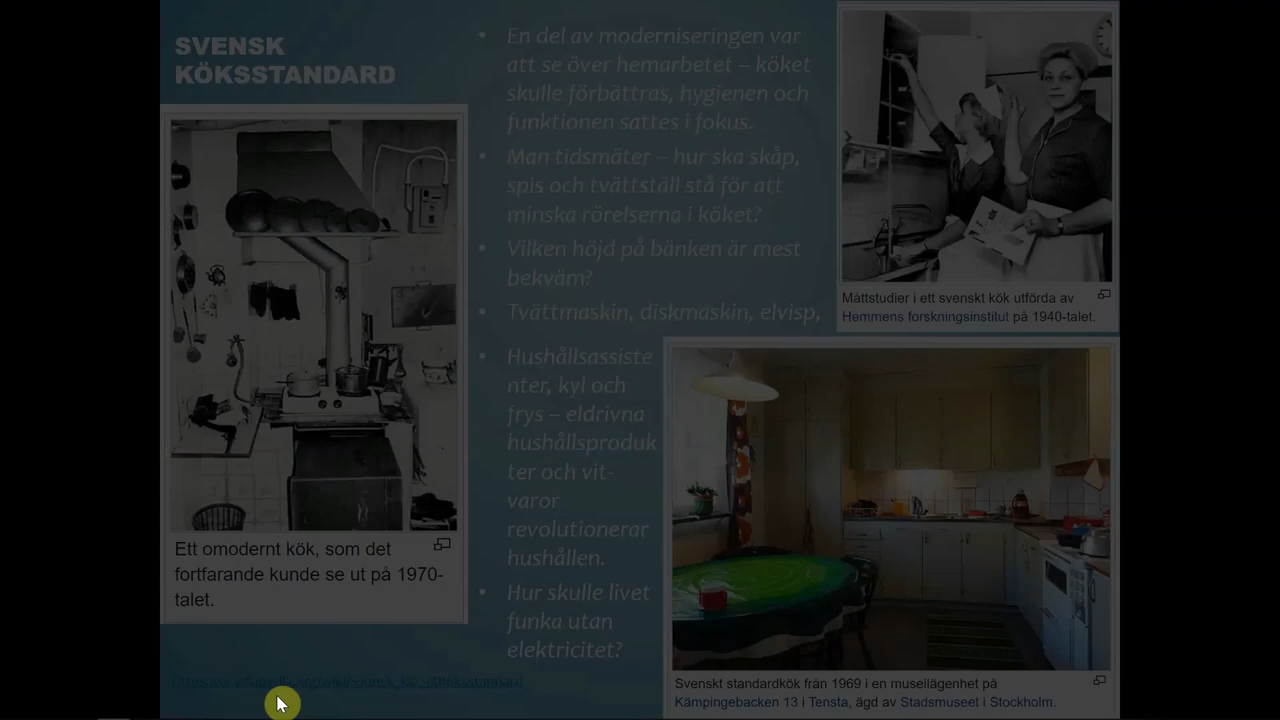 SVENSK
KÖKSSTANDARD
Ett omodernt kök, som det
fortfarande kunde se ut på 1970-
talet.
• En del av moderniseringen var
att se över hemarbetet – köket
skulle förbättras, hygienen och
funktionen sattes i fokus.
• Man tidsmäter – hur ska skåp,
spis och tvättställ stå för att
minska rörelserna i köket?
• Vilken höjd på bänken är mest
bekväm?
• Tvättmaskin, diskmaskin, elvisp,
• Hushållsassiste
nter, kyl och
frys – eldrivna
hushållsproduk
ter och vit-
varor
revolutionerar
hushållen.
• Hur skulle livet
funka utan
elektricitet?
Måttstudier i ett svenskt kök utförda av
Hemmens forskningsinstitut på 1940-talet.
Svenskt standardkök från 1969 i en museilägenhet på
Kämpingebacken 13 i Tensta, ägd av Stadsmuseet i Stockholm.